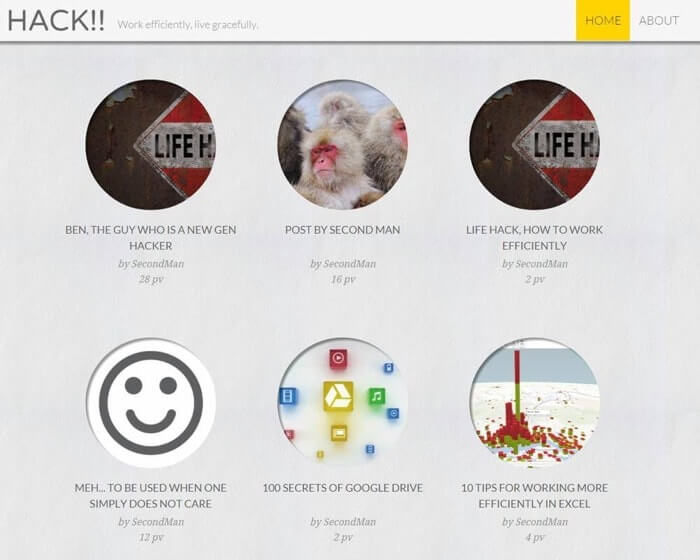 HACK!!
Work efficiently, live gracefully.
HOME
ABOUT
LIFE H
LIFE H
BEN, THE GUY WHO IS A NEW GEN
HACKER
by SecondMan
28 pv
POST BY SECOND MAN
by SecondMan
16 pv
LIFE HACK, HOW TO WORK
EFFICIENTLY
by SecondMan
2 pv
MEH... TO BE USED WHEN ONE
SIMPLY DOES NOT CARE
by SecondMan
12 pv
100 SECRETS OF GOOGLE DRIVE
by SecondMan
2 pv
10 TIPS FOR WORKING MORE
EFFICIENTLY IN EXCEL
by SecondMan
4 pv